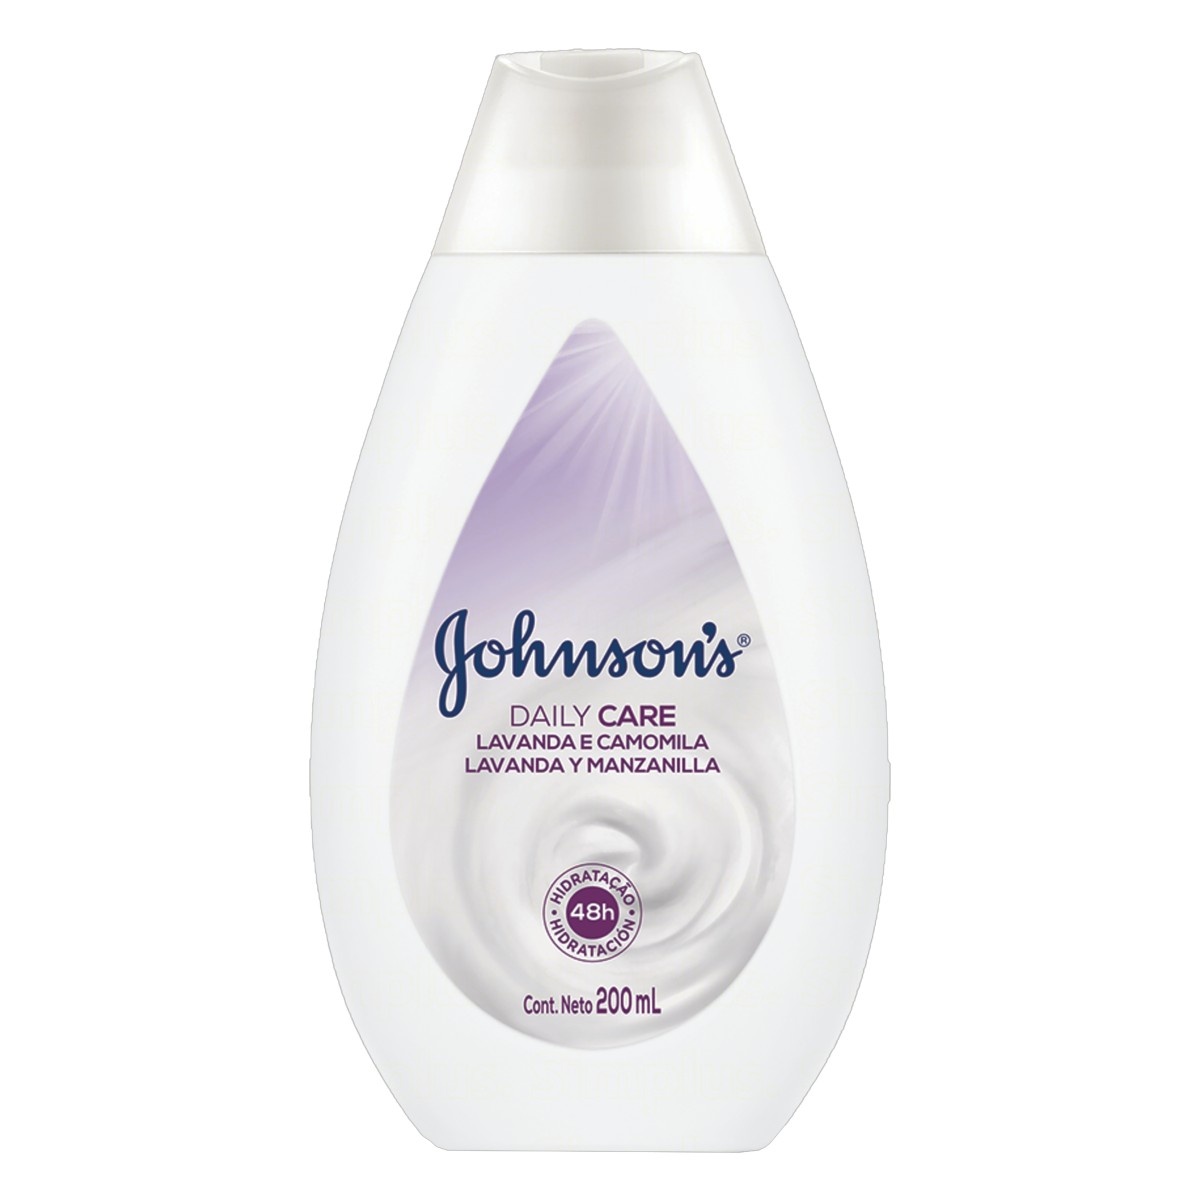 Johnson's®
DAILY CARE
LAVANDA E CAMOMILA
LAVANDA Y MANZANILLA
HIDRATAÇÃO
48h
HIDRATACIÓN
Cont. Neto 200 mL